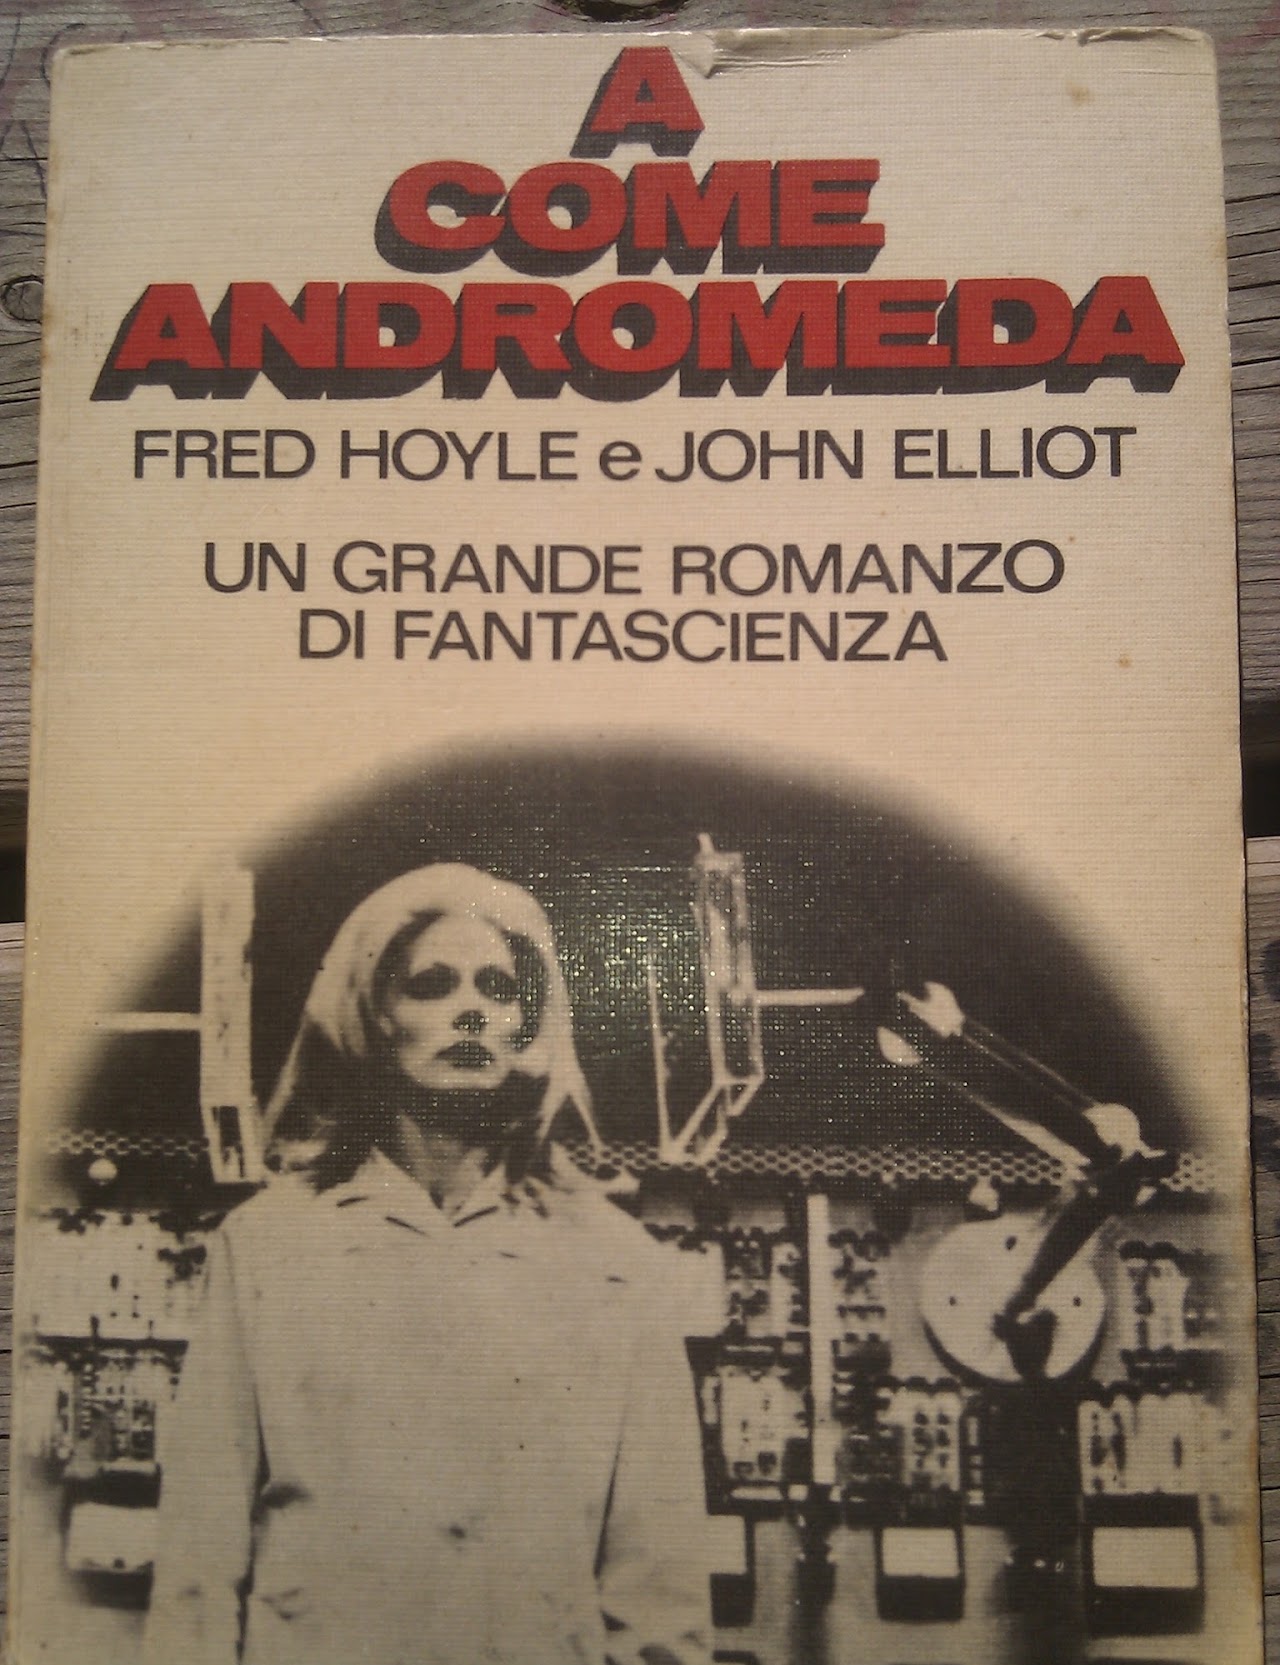 A
COME
ANDROMEDA
FRED HOYLE e JOHN ELLIOT
UN GRANDE ROMANZO
DI FANTASCIENZA